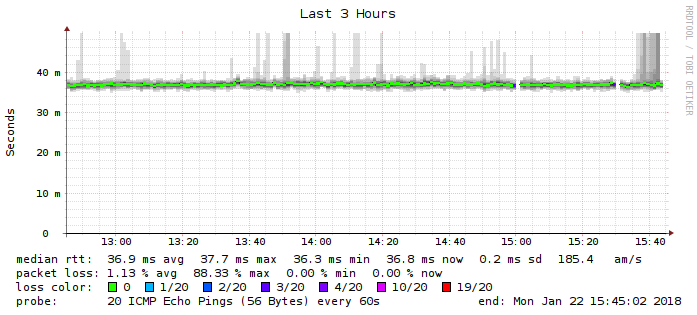 Last 3 Hours
RRDTOOL / TOBI OETIKER
Seconds
40 m
30 m
20 m
10 m
0
13:00 13:20 13:40 14:00 14:20 14:40 15:00 15:20 15:40
median rtt: 36.9 ms avg 37.7 ms max 36.3 ms min 36.8 ms now 0.2 ms sd 185.4 am/s
packet loss: 1.13 % avg 88.33 % max 0.00 % min 0.00 % now
loss color: 0 1/20 2/20 3/20 4/20 10/20 19/20
probe: 20 ICMP Echo Pings (56 Bytes) every 60s end: Mon Jan 22 15:45:02 2018